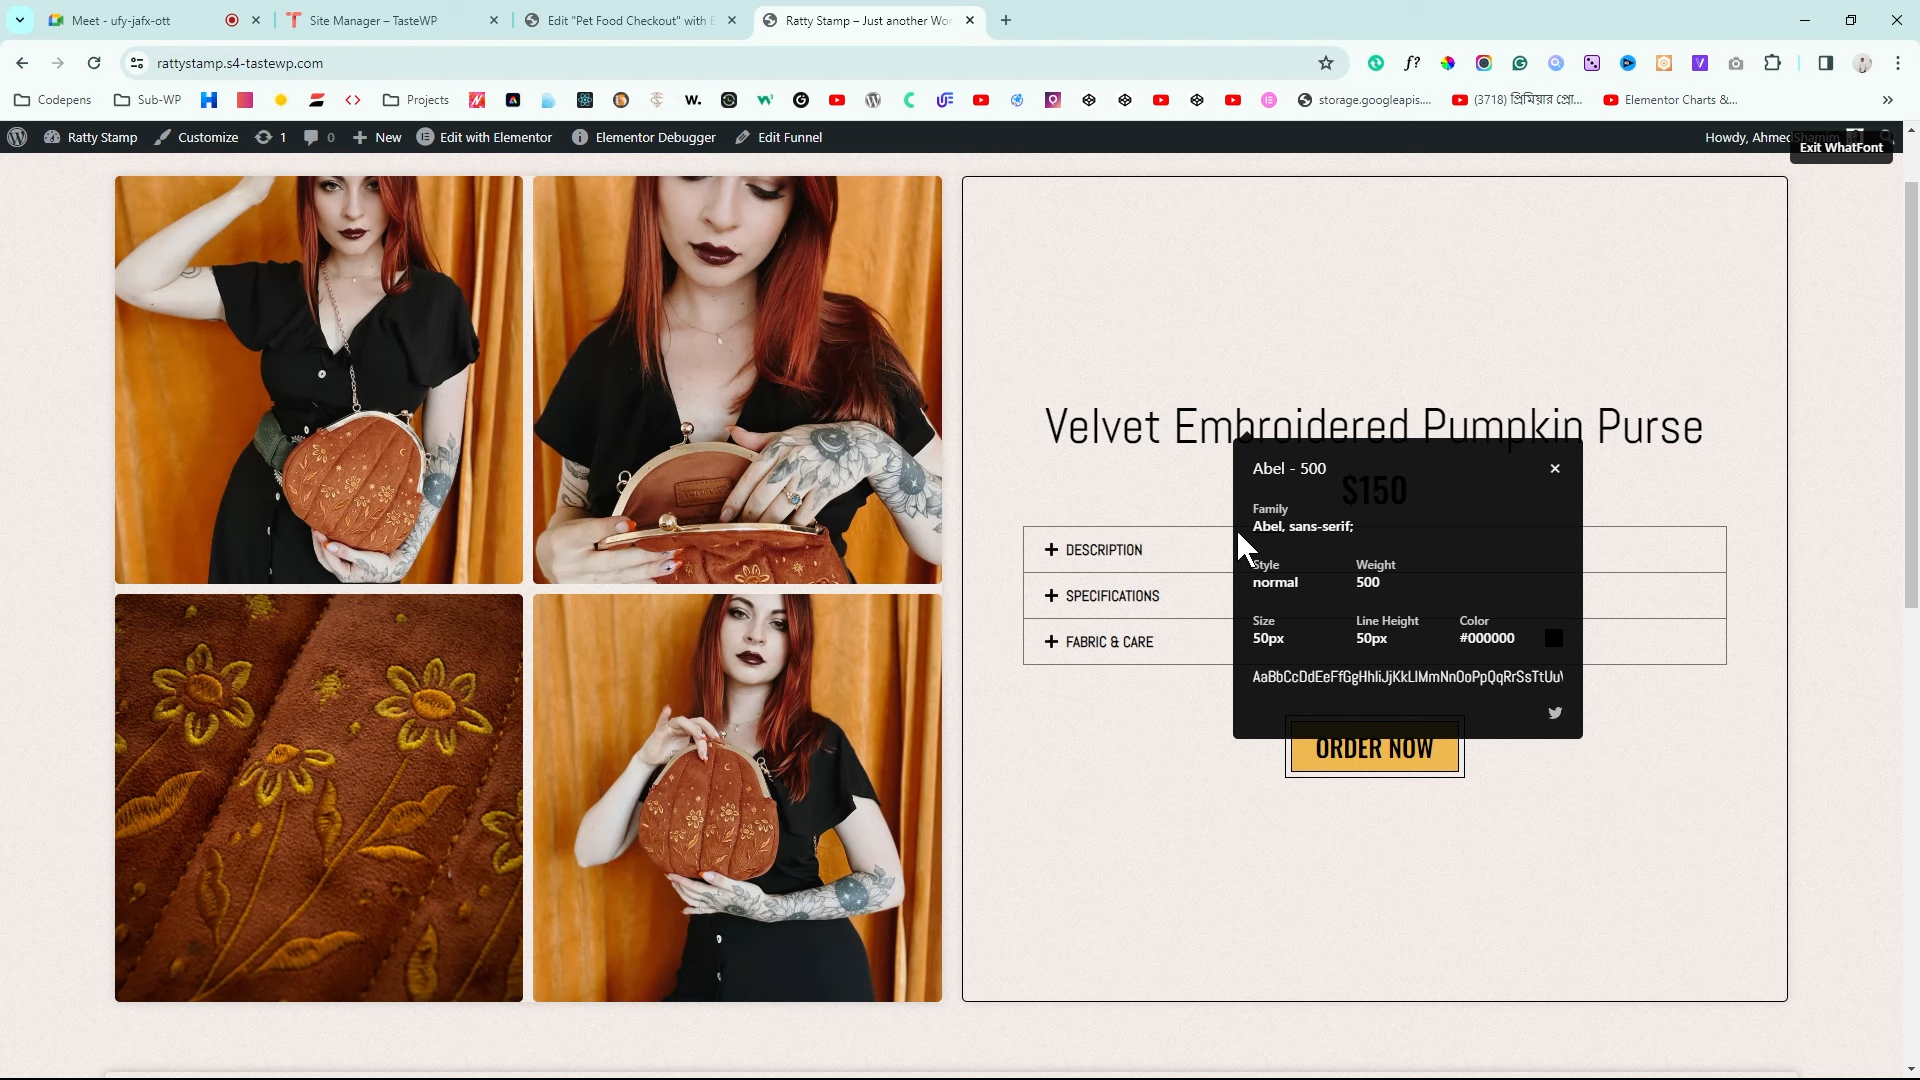 Meet - ufy-jafx-ott
Site Manager – TasteWP
Edit "Pet Food Checkout" with E
Ratty Stamp – Just another Wor
rattystamp.s4-tastewp.com
f?
Codepens
Sub-WP
Projects
W.
storage.googleapis....
(3718) প্রিমিয়ার প্রো...
Elementor Charts &...
Ratty Stamp
Customize
1
0
New
Edit with Elementor
Elementor Debugger
Edit Funnel
Howdy, AhmedShamim
Exit WhatFont
Velvet Embroidered Pumpkin Purse
Abel - 500
$150
Family
Abel, sans-serif;
DESCRIPTION
Style
Weight
normal
500
SPECIFICATIONS
Size
Line Height
Color
50px
50px
#000000
FABRIC & CARE
AaBbCcDdEeFfGgHhIiJjKkLlMmNnOoPpQqRrSsTtUu
ORDER NOW